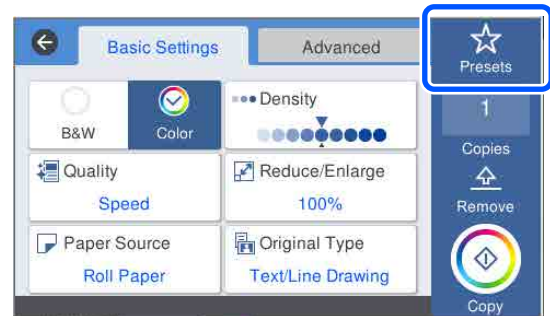 Basic Settings
Advanced
Presets
B&W
Color
Density
1
Copies
Quality
Speed
Reduce/Enlarge
100%
Remove
Paper Source
Roll Paper
Original Type
Text/Line Drawing
Copy